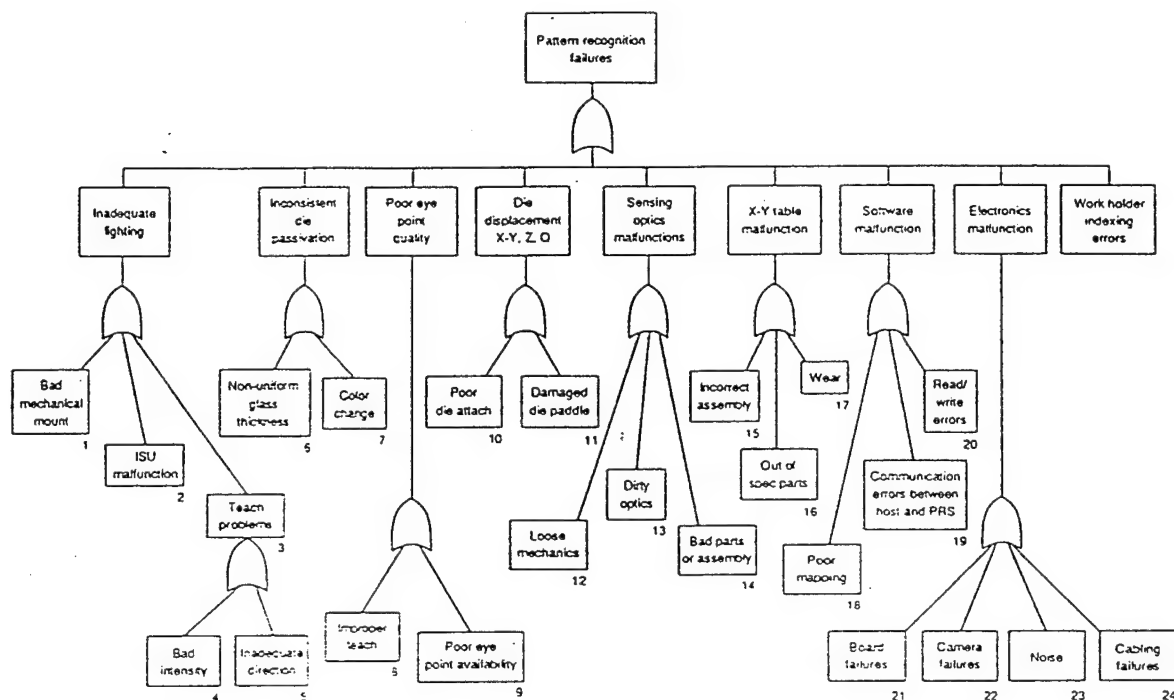 Pattern recognition
failures
Inadequate
lighting
Inconsistent
die
passivation
Poor eye
point
quality
Die
displacement
X-Y, Z, Q
Sensing
optics
malfunctions
X-Y table
malfunction
Software
malfunction
Electronics
malfunction
Work holder
indexing
errors
Bad
mechanical
mount
1
ISU
malfunction
2
Teach
problems
3
Bad
intensity
4
Inadequate
direction
5
Non-uniform
glass
thickness
Color
change
7
Improper
teach
Poor eye
point availability
9
Poor
die attach
10
Damaged
die paddle
11
Loose
mechanics
12
Dirty
optics
13
Bad parts
or assembly
14
Incorrect
assembly
15
Out of
spec parts
16
Wear
17
Poor
mapping
18
Communication
errors between
host and PRS
19
Read/
write
errors
20
Board
failures
21
Camera
failures
22
Noise
23
Cabling
failures
24